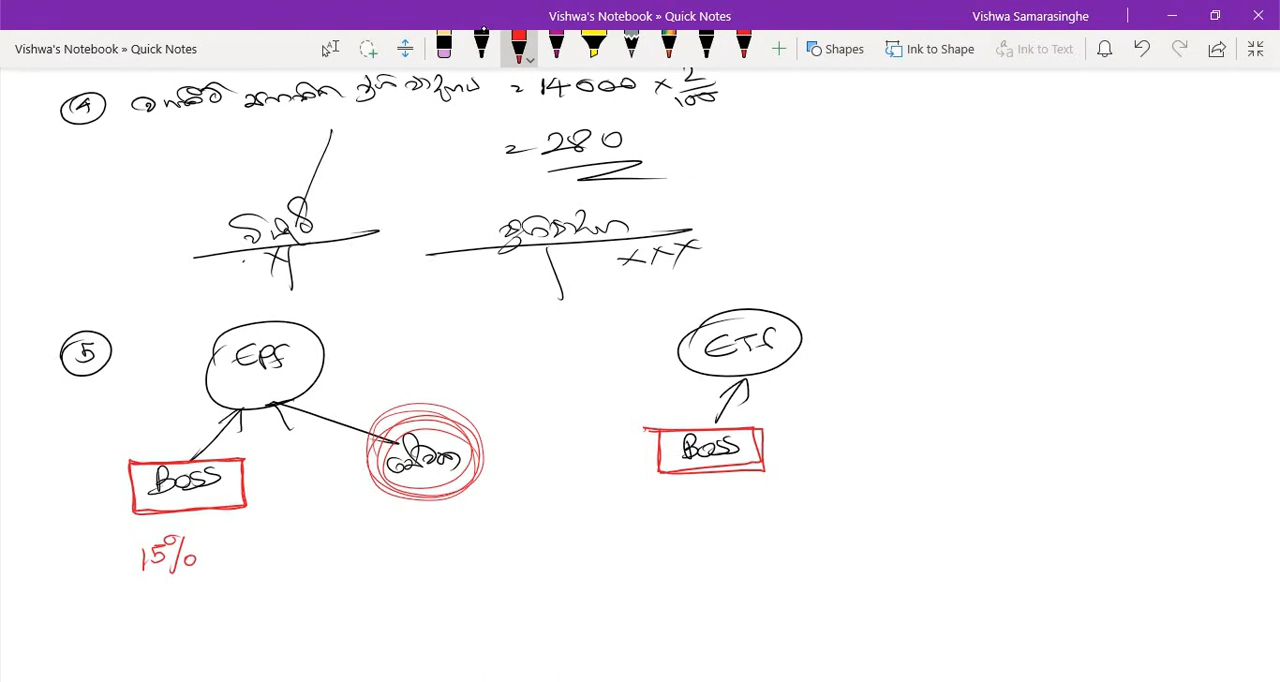 Vishwa's Notebook » Quick Notes
Vishwa Samarasinghe
Vishwa's Notebook » Quick Notes
Shapes
Ink to Shape
Ink to Text
4 = 14000 × 2/100
= 280
× ×××
5 EPF ETF
Boss සේවක Boss
15%